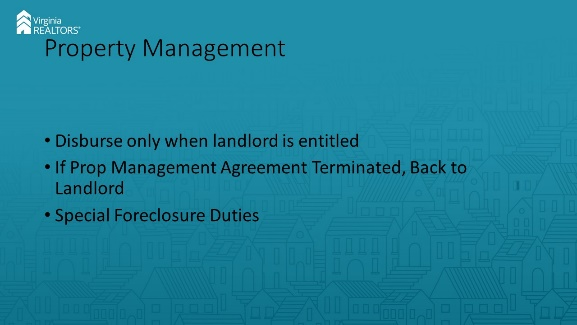 Virginia
REALTORS®
Property Management
• Disburse only when landlord is entitled
• If Prop Management Agreement Terminated, Back to
Landlord
• Special Foreclosure Duties